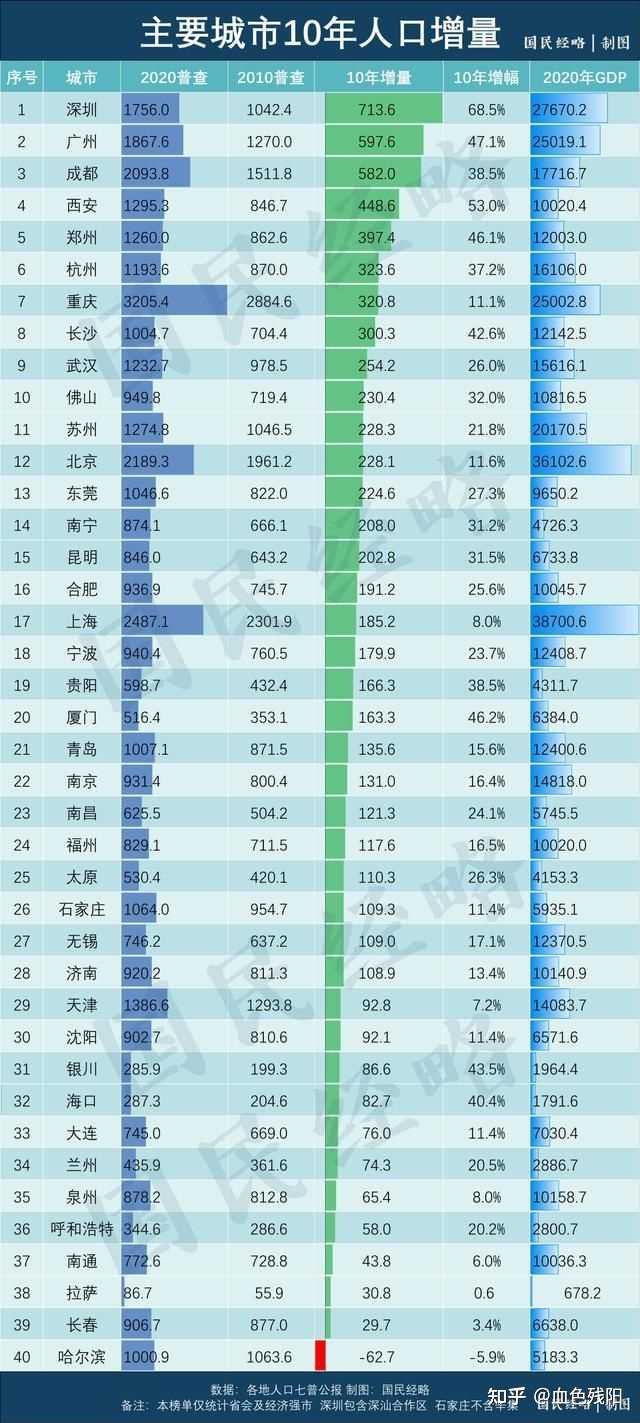 主要城市10年人口增量 国民经略 | 制图
序号 城市 2020普查 2010普查 10年增量 10年增幅 2020年GDP
1 深圳 1756.0 1042.4 713.6 68.5% 27670.2
2 广州 1867.6 1270.0 597.6 47.1% 25019.1
3 成都 2093.8 1511.8 582.0 38.5% 17716.7
4 西安 1295.3 846.7 448.6 53.0% 10020.4
5 郑州 1260.0 862.6 397.4 46.1% 12003.0
6 杭州 1193.6 870.0 323.6 37.2% 16106.0
7 重庆 3205.4 2884.6 320.8 11.1% 25002.8
8 长沙 1004.7 704.4 300.3 42.6% 12142.5
9 武汉 1232.7 978.5 254.2 26.0% 15616.1
10 佛山 949.8 719.4 230.4 32.0% 10816.5
11 苏州 1274.8 1046.5 228.3 21.8% 20170.5
12 北京 2189.3 1961.2 228.1 11.6% 36102.6
13 东莞 1046.6 822.0 224.6 27.3% 9650.2
14 南宁 874.1 666.1 208.0 31.2% 4726.3
15 昆明 846.0 643.2 202.8 31.5% 6733.8
16 合肥 936.9 745.7 191.2 25.6% 10045.7
17 上海 2487.1 2301.9 185.2 8.0% 38700.6
18 宁波 940.4 760.5 179.9 23.7% 12408.7
19 贵阳 598.7 432.4 166.3 38.5% 4311.7
20 厦门 516.4 353.1 163.3 46.2% 6384.0
21 青岛 1007.1 871.5 135.6 15.6% 12400.6
22 南京 931.4 800.4 131.0 16.4% 14818.0
23 南昌 625.5 504.2 121.3 24.1% 5745.5
24 福州 829.1 711.5 117.6 16.5% 10020.0
25 太原 530.4 420.1 110.3 26.3% 4153.3
26 石家庄 1064.0 954.7 109.3 11.4% 5935.1
27 无锡 746.2 637.2 109.0 17.1% 12370.5
28 济南 920.2 811.3 108.9 13.4% 10140.9
29 天津 1386.6 1293.8 92.8 7.2% 14083.7
30 沈阳 902.7 810.6 92.1 11.4% 6571.6
31 银川 285.9 199.3 86.6 43.5% 1964.4
32 海口 287.3 204.6 82.7 40.4% 1791.6
33 大连 745.0 669.0 76.0 11.4% 7030.4
34 兰州 435.9 361.6 74.3 20.5% 2886.7
35 泉州 878.2 812.8 65.4 8.0% 10158.7
36 呼和浩特 344.6 286.6 58.0 20.2% 2800.7
37 南通 772.6 728.8 43.8 6.0% 10036.3
38 拉萨 86.7 55.9 30.8 0.6 678.2
39 长春 906.7 877.0 29.7 3.4% 6638.0
40 哈尔滨 1000.9 1063.6 -62.7 -5.9% 5183.3
数据：各地人口七普公报 制图：国民经略
备注：本榜单仅统计省会及经济强市 深圳包含深汕合作区 石家庄不含辛集
知乎 @血色残阳
国民经略
国民经略
国民经略
国民经略